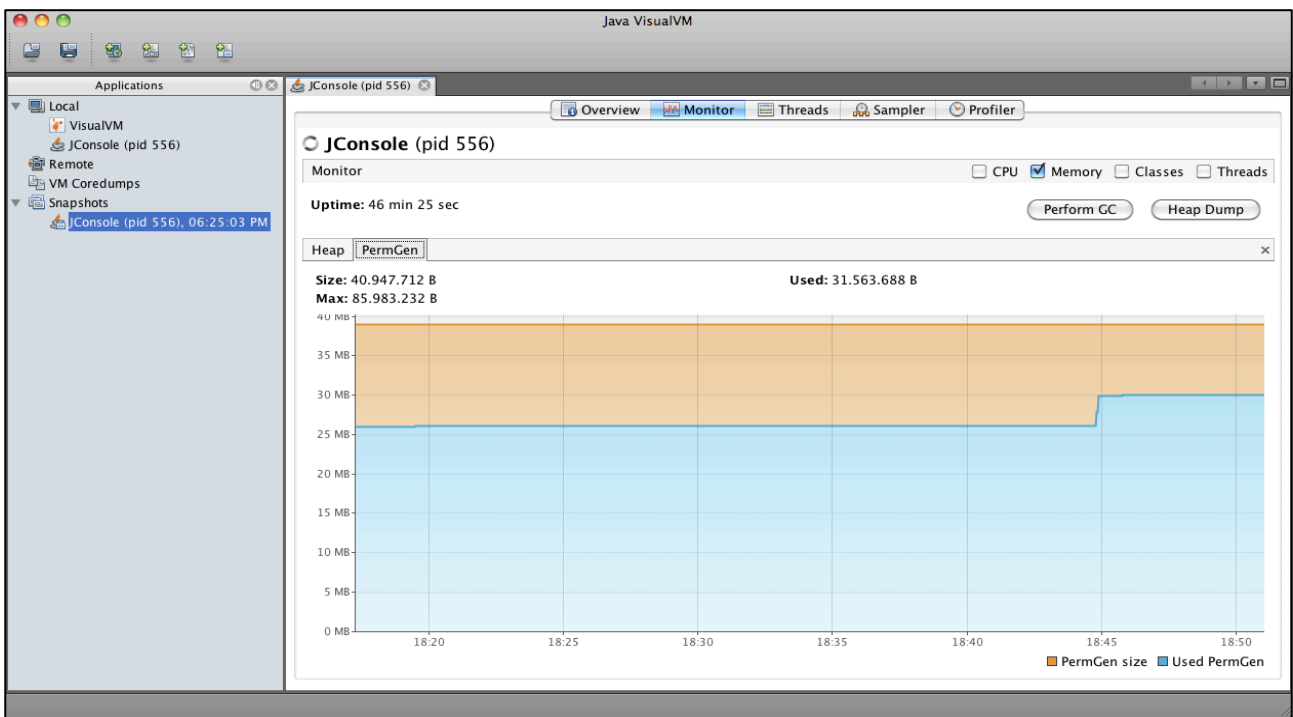 Java VisualVM
Applications
JConsole (pid 556)
Local
VisualVM
JConsole (pid 556)
Remote
VM Coredumps
Snapshots
JConsole (pid 556), 06:25:03 PM
Overview Monitor Threads Sampler Profiler
JConsole (pid 556)
Monitor CPU Memory Classes Threads
Uptime: 46 min 25 sec Perform GC Heap Dump
Heap PermGen
Size: 40.947.712 B Used: 31.563.688 B
Max: 85.983.232 B
40 MB
35 MB
30 MB
25 MB
20 MB
15 MB
10 MB
5 MB
0 MB
18:20 18:25 18:30 18:35 18:40 18:45 18:50
PermGen size Used PermGen